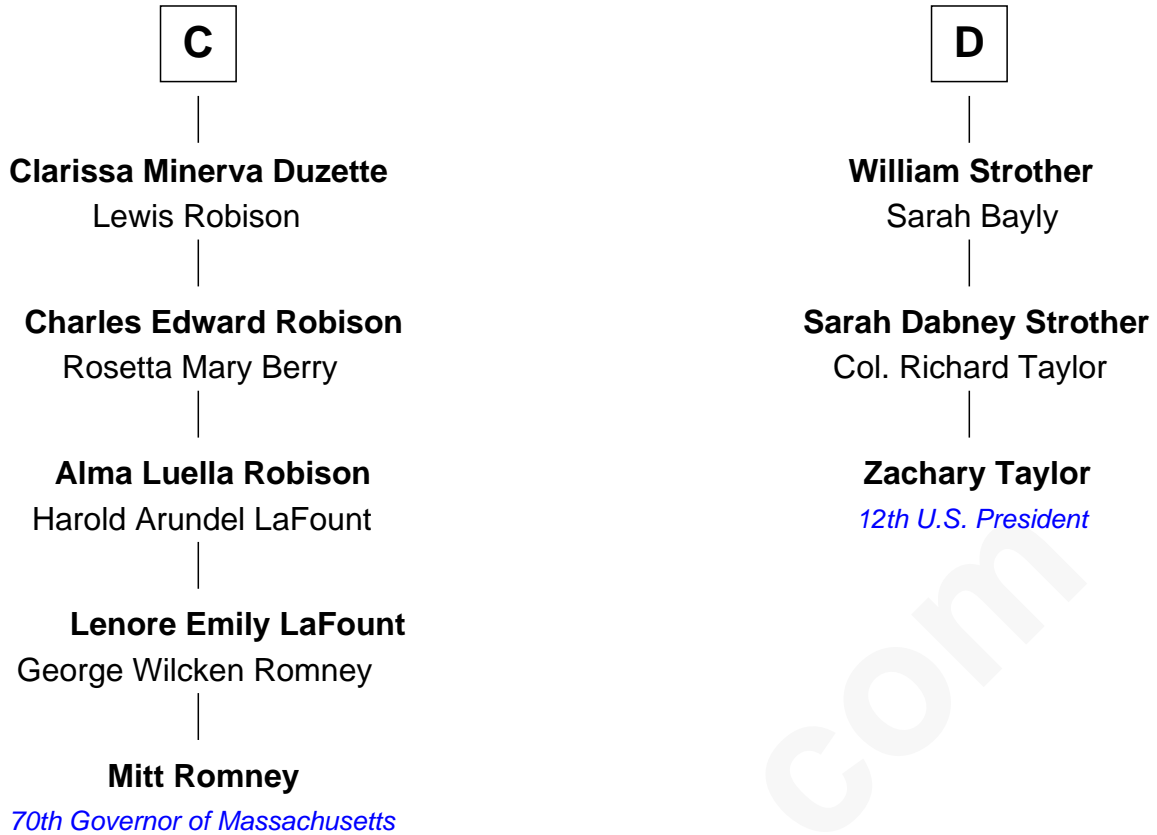 C
Clarissa Minerva Duzette
Lewis Robison
Charles Edward Robison
Rosetta Mary Berry
Alma Luella Robison
Harold Arundel LaFount
Lenore Emily LaFount
George Wilcken Romney
Mitt Romney
70th Governor of Massachusetts
D
William Strother
Sarah Bayly
Sarah Dabney Strother
Col. Richard Taylor
Zachary Taylor
12th U.S. President
com